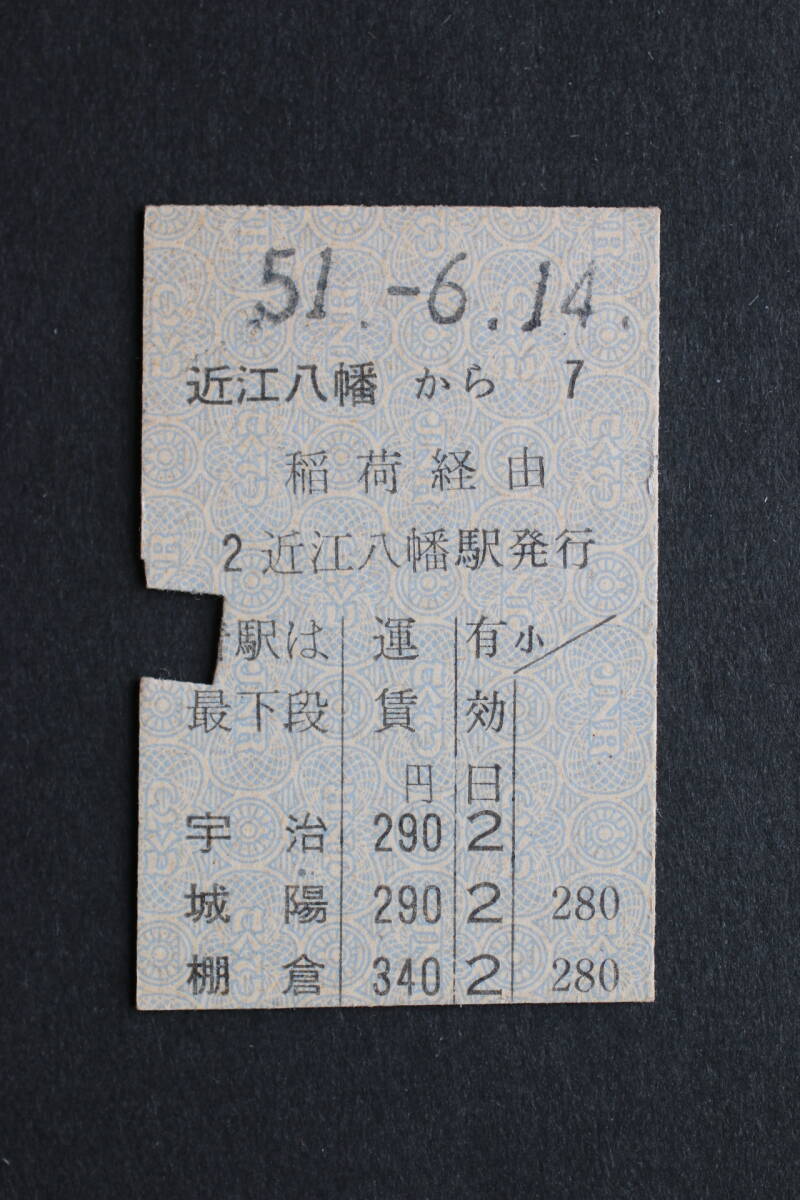 51.-6.14.
近江八幡 から 7
稲荷経由
2 近江八幡駅発行
駅は 運 有 小
最下段 賃 効
円 日
宇治 290 2
城陽 290 2 280
棚倉 340 2 280